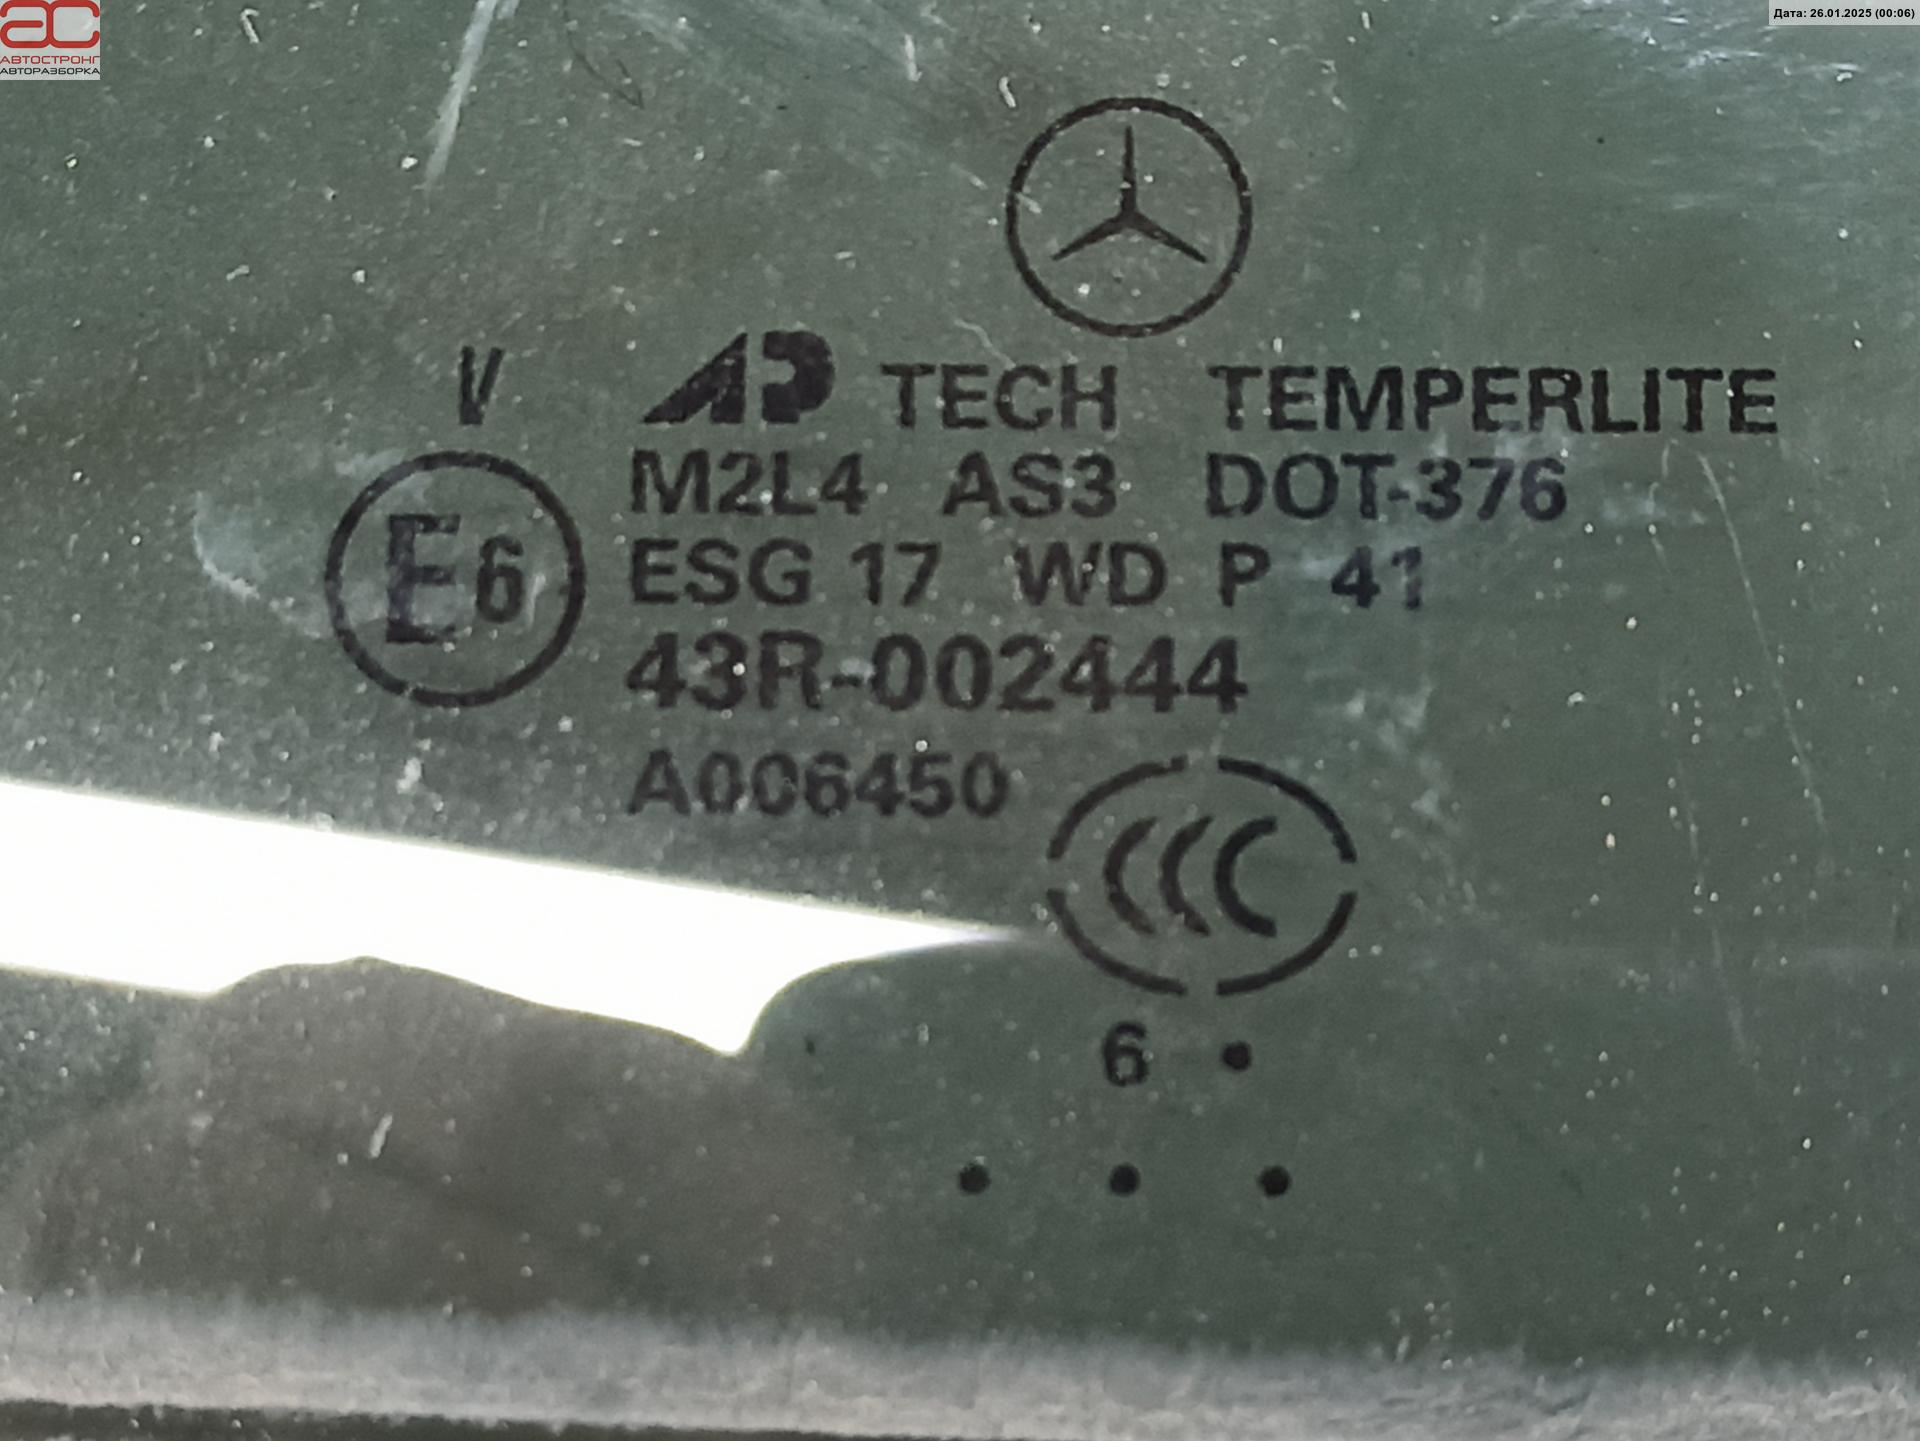 АВТОСТРОНГ
АВТОРАЗБОРКА
Дата: 26.01.2025 (00:06)
V
AP TECH TEMPERLITE
M2L4 AS3 DOT-376
E6
ESG 17 WD P 41
43R-002444
A006450
CCC
6 •
• • •